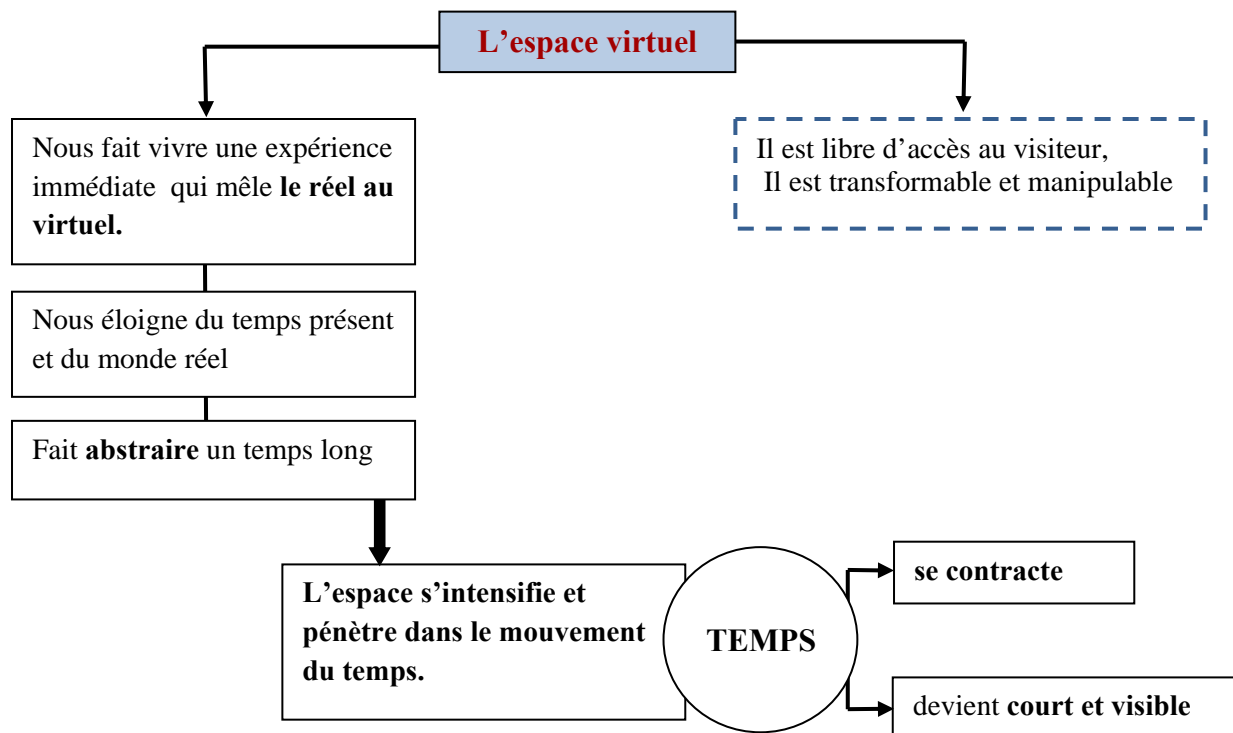 L’espace virtuel
Nous fait vivre une expérience
immédiate qui mêle le réel au
virtuel.
Il est libre d’accès au visiteur,
Il est transformable et manipulable
Nous éloigne du temps présent
et du monde réel
Fait abstraire un temps long
L’espace s’intensifie et
pénètre dans le mouvement
du temps.
TEMPS
se contracte
devient court et visible